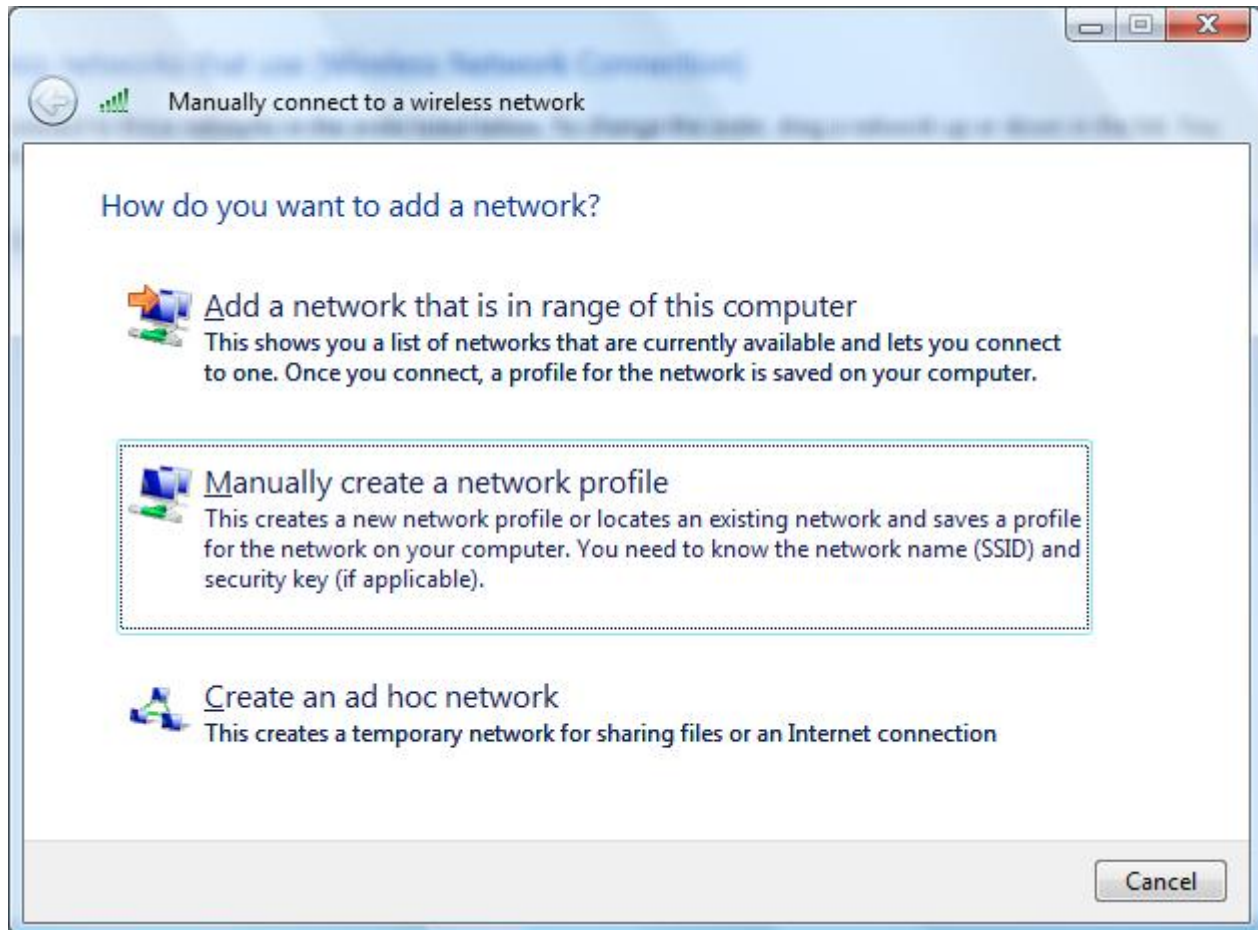 Manually connect to a wireless network
How do you want to add a network?
Add a network that is in range of this computer
This shows you a list of networks that are currently available and lets you connect
to one. Once you connect, a profile for the network is saved on your computer.
Manually create a network profile
This creates a new network profile or locates an existing network and saves a profile
for the network on your computer. You need to know the network name (SSID) and
security key (if applicable).
Create an ad hoc network
This creates a temporary network for sharing files or an Internet connection
Cancel